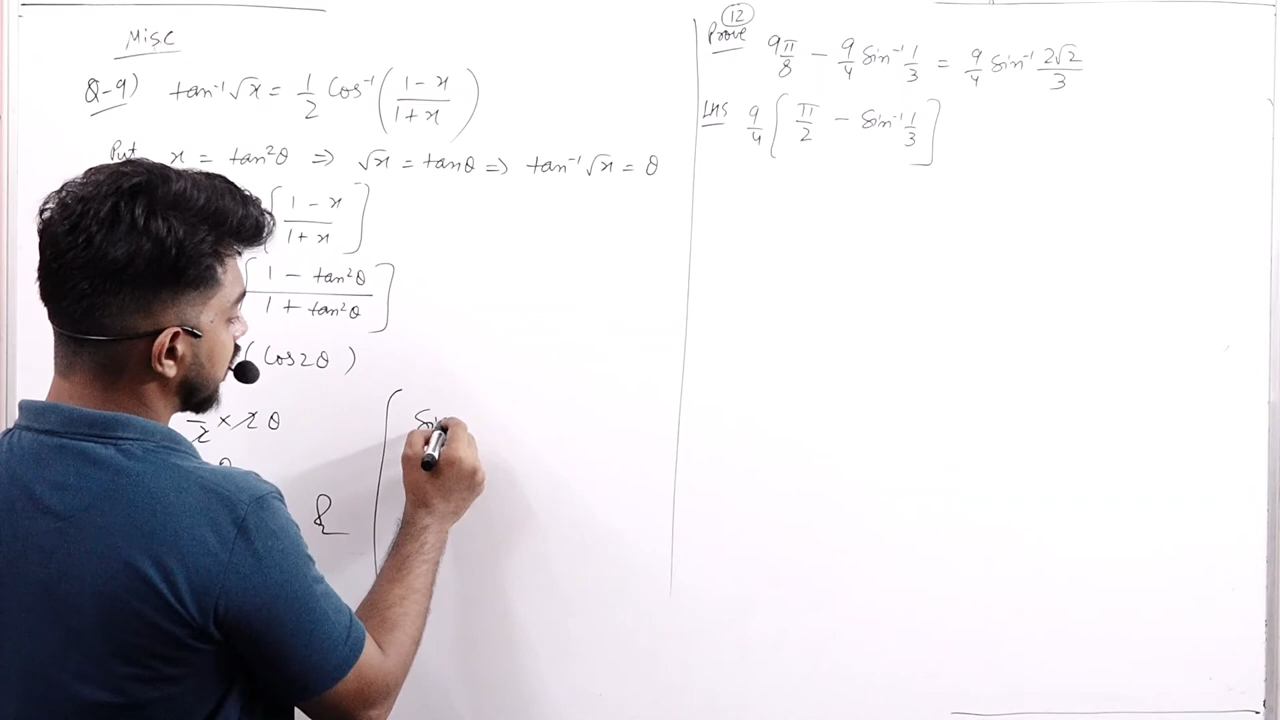 Misc
Q-9) tan⁻¹√x = 1/2 Cos⁻¹(1-x/1+x)
Put x = tan²θ ⇒ √x = tanθ ⇒ tan⁻¹√x = θ
[1-x/1+x]
[1 - tan²θ/1 + tan²θ]
(Cos2θ)
/2 × 2θ
θ
Sin
12
Prove 9π/8 - 9/4 Sin⁻¹ 1/3 = 9/4 Sin⁻¹ 2√2/3
LHS 9/4 [π/2 - Sin⁻¹ 1/3]